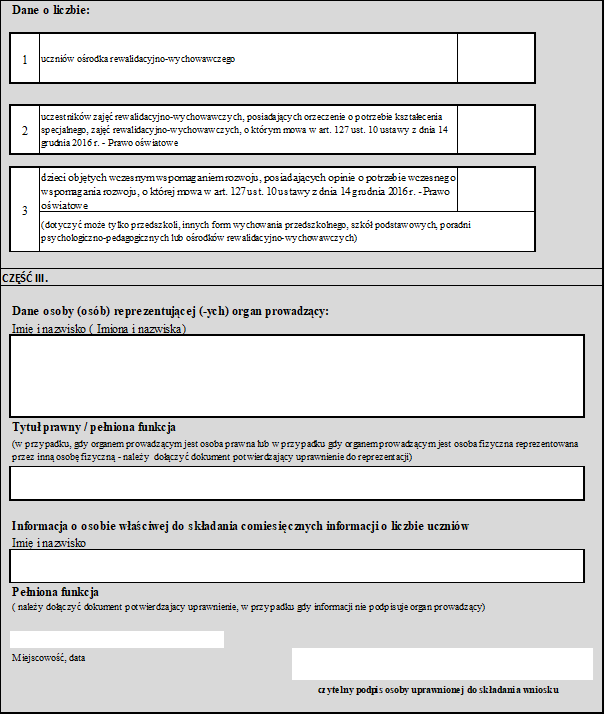 Dane o liczbie:
1
uczniów ośrodka rewalidacyjno-wychowawczego
uczestników zajęć rewalidacyjno-wychowawczych, posiadających orzeczenie o potrzebie kształecenia
2
specjalnego, zajęć rewalidacyjno-wychowawczych, o którym mowa w art. 127 ust. 10 ustawy z dnia 14
grudnia 2016 r. - Prawo oświatowe
dzieci objętych wczesnym wspomaganiem rozwoju, posiadających opinie o potrzebie wczesnego
wspomagania rozwoju, o której mowa w art. 127 ust. 10 ustawy z dnia 14 grudnia 2016 r. -Prawo
oświatowe
3
(dotyczyć może tylko przedszkoli, innych form wychowania przedszkolnego, szkół podstawowych, poradni
psychologiczno-pedagogicznych lub ośrodków rewalidacyjno-wychowawczych)
CZĘŚĆ III.
Dane osoby (osób) reprezentującej (-ych) organ prowadzący:
Imię i nazwisko ( Imiona i nazwiska)
Tytuł prawny / pełniona funkcja
(w przypadku, gdy organem prowadzącym jest osoba prawna lub w przypadku gdy organem prowadzącym jest osoba fizyczna reprezentowana
przez inną osobę fizyczną - należy dołączyć dokument potwierdzający uprawnienie do reprezentacji)
Informacja o osobie właściwej do składania comiesięcznych informacji o liczbie uczniów
Imię i nazwisko
Pełniona funkcja
( należy dołączyć dokument potwierdzajacy uprawnienie, w przypadku gdy informacji nie podpisuje organ prowadzący)
Miejscowość, data
czytelny podpis osoby uprawnionej do składania wniosku